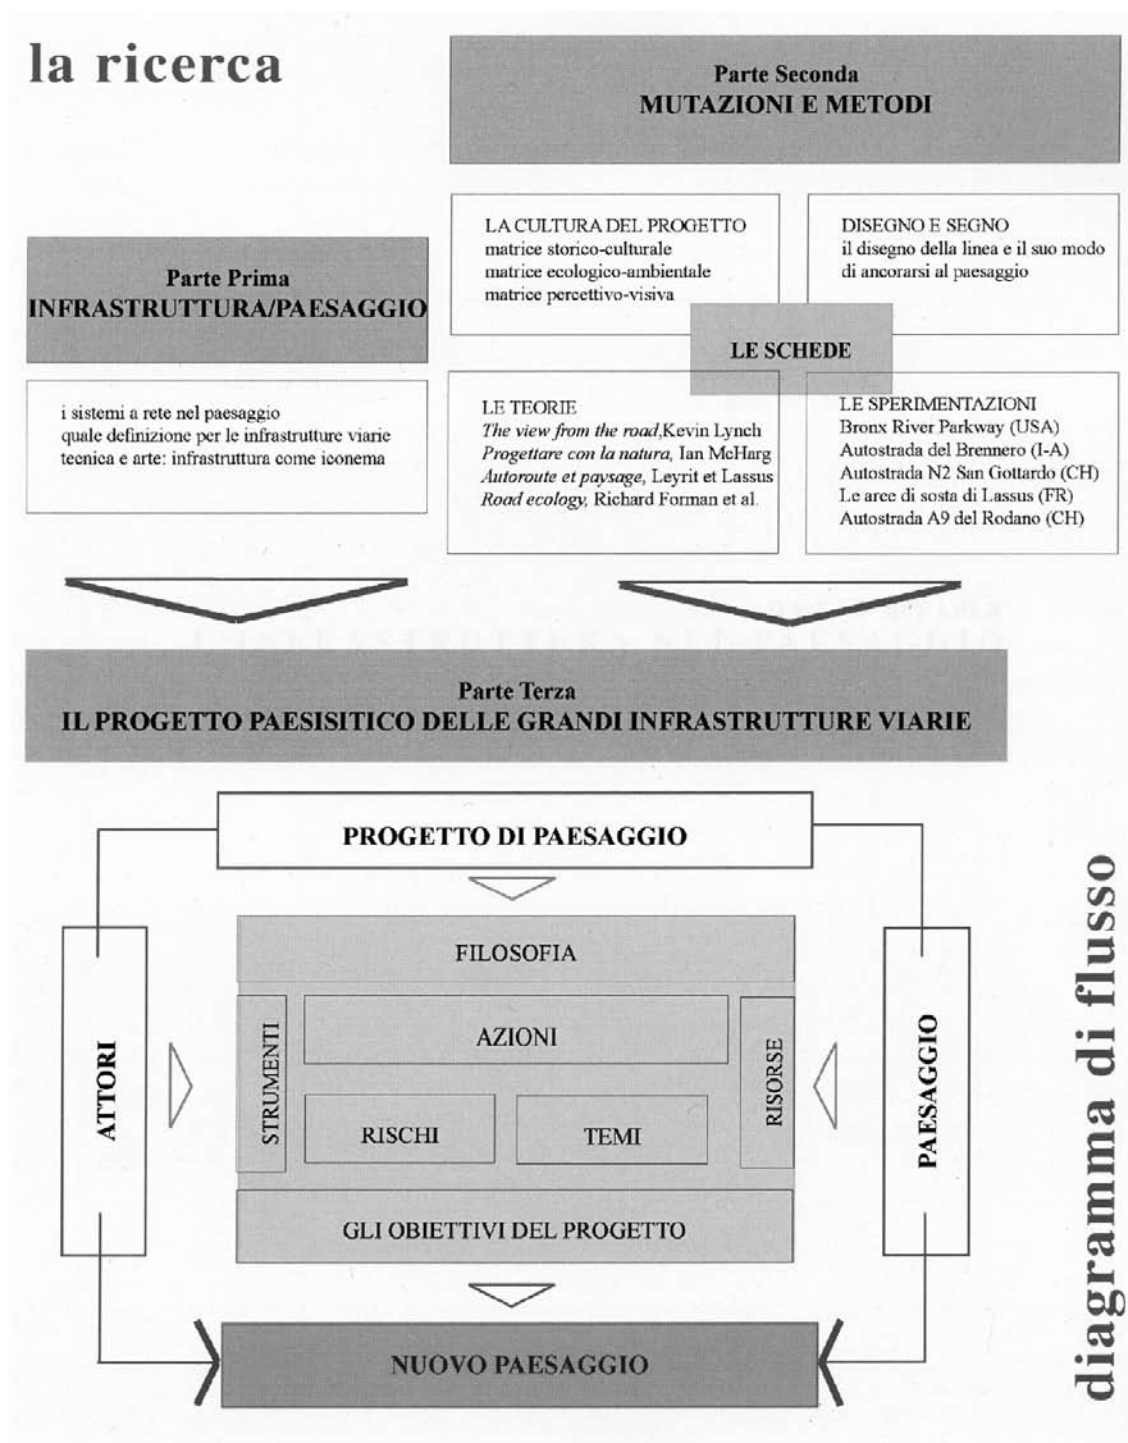 la ricerca
Parte Seconda
MUTAZIONI E METODI
LA CULTURA DEL PROGETTO
matrice storico-culturale
matrice ecologico-ambientale
matrice percettivo-visiva
DISEGNO E SEGNO
il disegno della linea e il suo modo
di ancorarsi al paesaggio
Parte Prima
INFRASTRUTTURA/PAESAGGIO
LE SCHEDE
i sistemi a rete nel paesaggio
quale definizione per le infrastrutture viarie
tecnica e arte: infrastruttura come iconema
LE TEORIE
The view from the road,Kevin Lynch
Progettare con la natura, Ian McHarg
Autoroute et paysage, Leyrit et Lassus
Road ecology, Richard Forman et al.
LE SPERIMENTAZIONI
Bronx River Parkway (USA)
Autostrada del Brennero (I-A)
Autostrada N2 San Gottardo (CH)
Le aree di sosta di Lassus (FR)
Autostrada A9 del Rodano (CH)
Parte Terza
IL PROGETTO PAESISITICO DELLE GRANDI INFRASTRUTTURE VIARIE
PROGETTO DI PAESAGGIO
FILOSOFIA
ATTORI
STRUMENTI
AZIONI
RISCHI
TEMI
RISORSE
PAESAGGIO
GLI OBIETTIVI DEL PROGETTO
NUOVO PAESAGGIO
diagramma di flusso